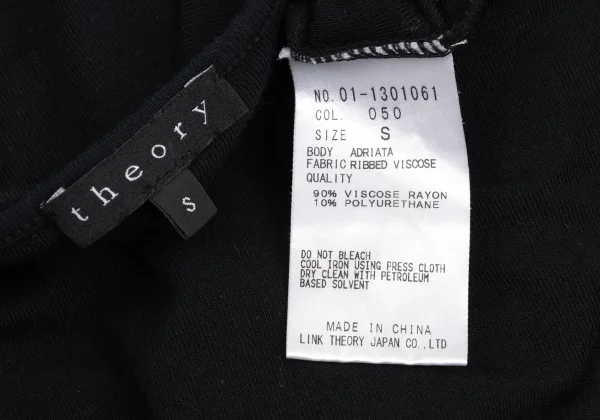 theory
S
NO. 01-1301061
COL. 050
SIZE S
BODY ADRIATA
FABRIC RIBBED VISCOSE
QUALITY
90% VISCOSE RAYON
10% POLYURETHANE
DO NOT BLEACH
COOL IRON USING PRESS CLOTH
DRY CLEAN WITH PETROLEUM
BASED SOLVENT
MADE IN CHINA
LINK THEORY JAPAN CO.,LTD